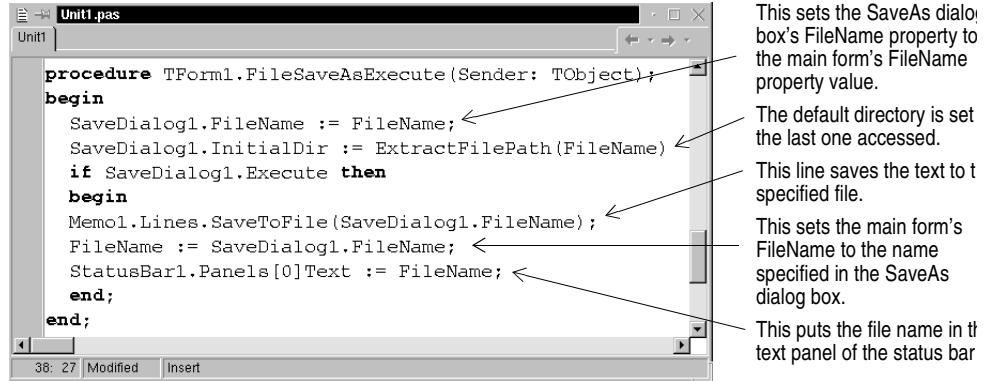 Unit1.pas
Unit1
procedure TForm1.FileSaveAsExecute(Sender: TObject);
begin
SaveDialog1.FileName := FileName;
SaveDialog1.InitialDir := ExtractFilePath(FileName)
if SaveDialog1.Execute then
begin
Memo1.Lines.SaveToFile(SaveDialog1.FileName);
FileName := SaveDialog1.FileName;
StatusBar1.Panels[0]Text := FileName;
end;
end;
38: 27 Modified Insert
This sets the SaveAs dialog
box's FileName property to
the main form's FileName
property value.
The default directory is set
the last one accessed.
This line saves the text to t
specified file.
This sets the main form's
FileName to the name
specified in the SaveAs
dialog box.
This puts the file name in th
text panel of the status bar